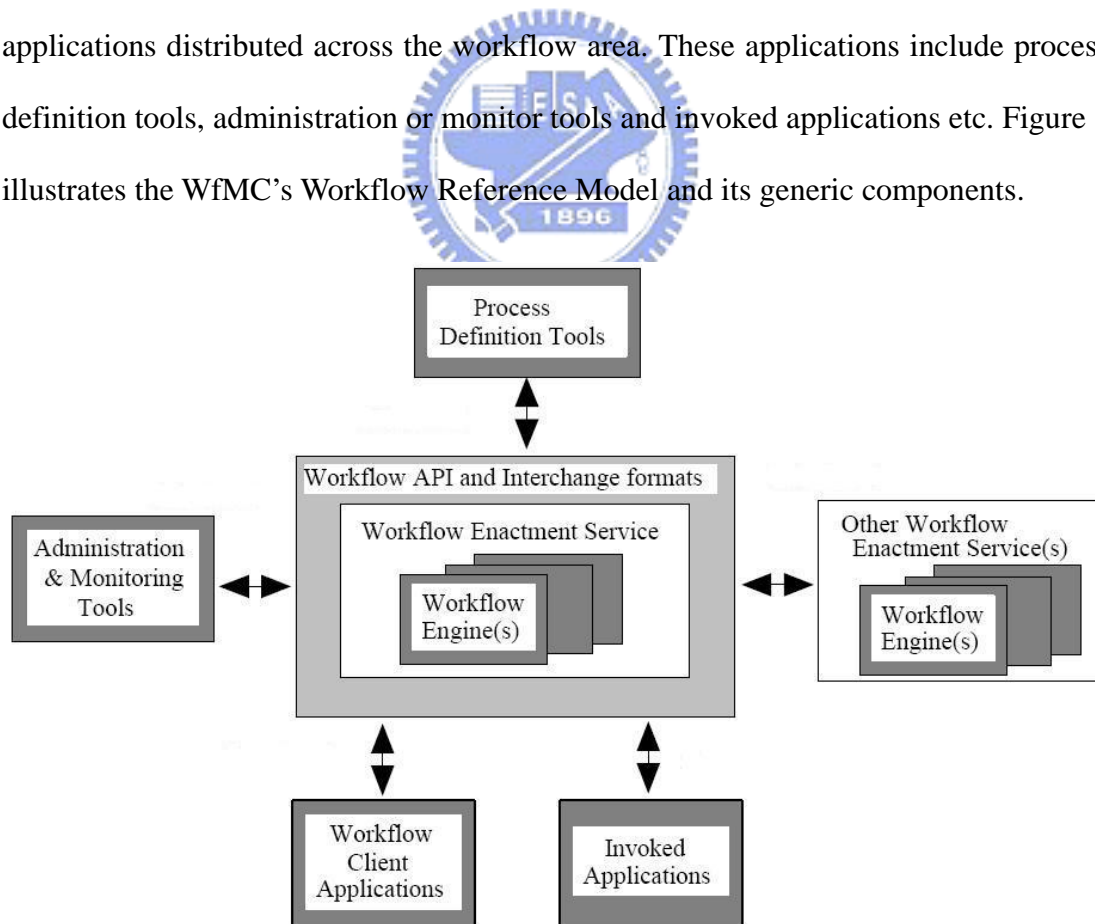 applications distributed across the workflow area. These applications include proces
definition tools, administration or monitor tools and invoked applications etc. Figure
illustrates the WfMC’s Workflow Reference Model and its generic components.
E S
1896
Process
Definition Tools
Workflow API and Interchange formats
Workflow Enactment Service
Workflow
Engine(s)
Administration
& Monitoring
Tools
Other Workflow
Enactment Service(s)
Workflow
Engine(s)
Workflow
Client
Applications
Invoked
Applications